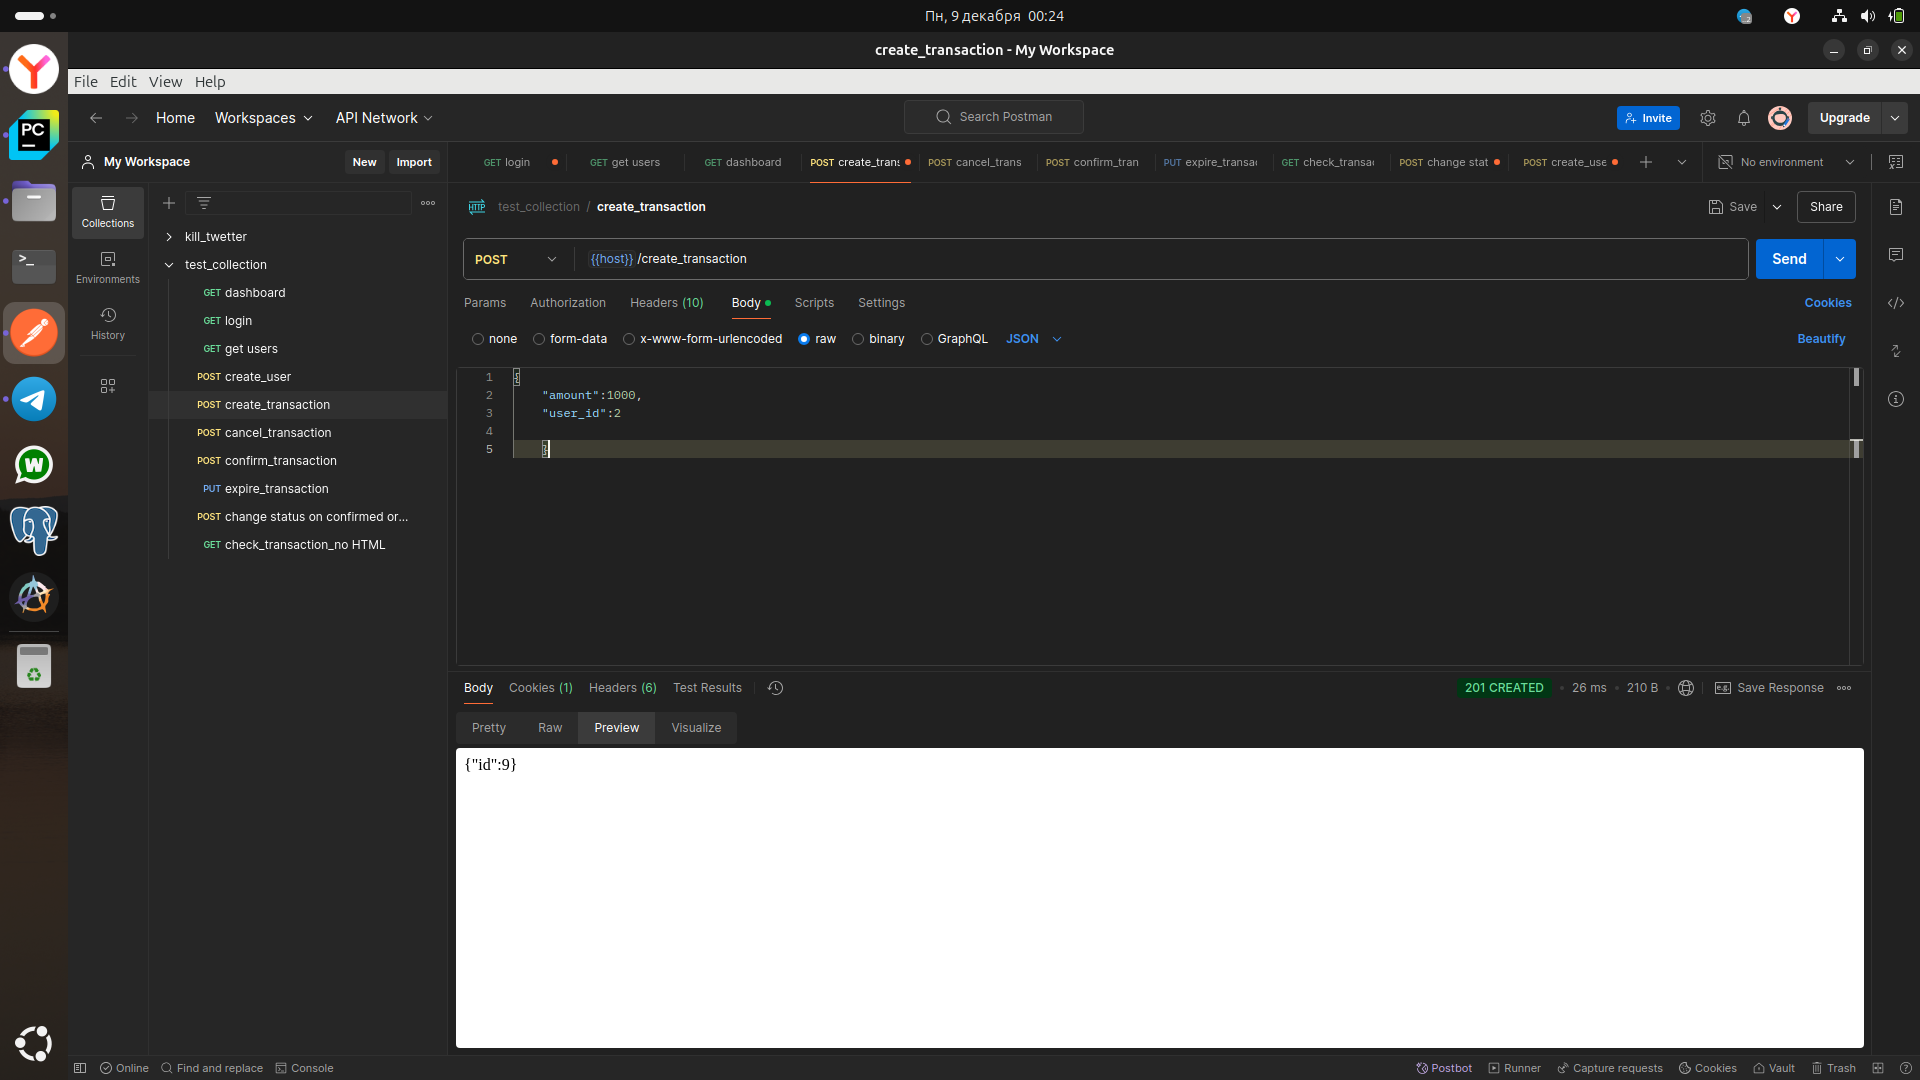 Пн, 9 декабря 00:24
create_transaction - My Workspace
File Edit View Help
Home Workspaces API Network
Search Postman
Invite
Upgrade
My Workspace
New Import
GET login
GET get users
GET dashboard
POST create_trans
POST cancel_trans
POST confirm_tran
PUT expire_transac
GET check_transac
POST change stat
POST create_use
No environment
Collections
Environments
History
kill_twetter
test_collection
GET dashboard
GET login
GET get users
POST create_user
POST create_transaction
POST cancel_transaction
POST confirm_transaction
PUT expire_transaction
POST change status on confirmed or...
GET check_transaction_no HTML
HTTP test_collection / create_transaction
Save Share
POST {{host}} /create_transaction
Send
Params Authorization Headers (10) Body Scripts Settings
Cookies
none form-data x-www-form-urlencoded raw binary GraphQL JSON
Beautify
1 {
2 "amount":1000,
3 "user_id":2
4
5 }
Body Cookies (1) Headers (6) Test Results
201 CREATED 26 ms 210 B e.g. Save Response
Pretty Raw Preview Visualize
{"id":9}
Online Find and replace Console
Postbot Runner Capture requests Cookies Vault Trash
PC
>_
W